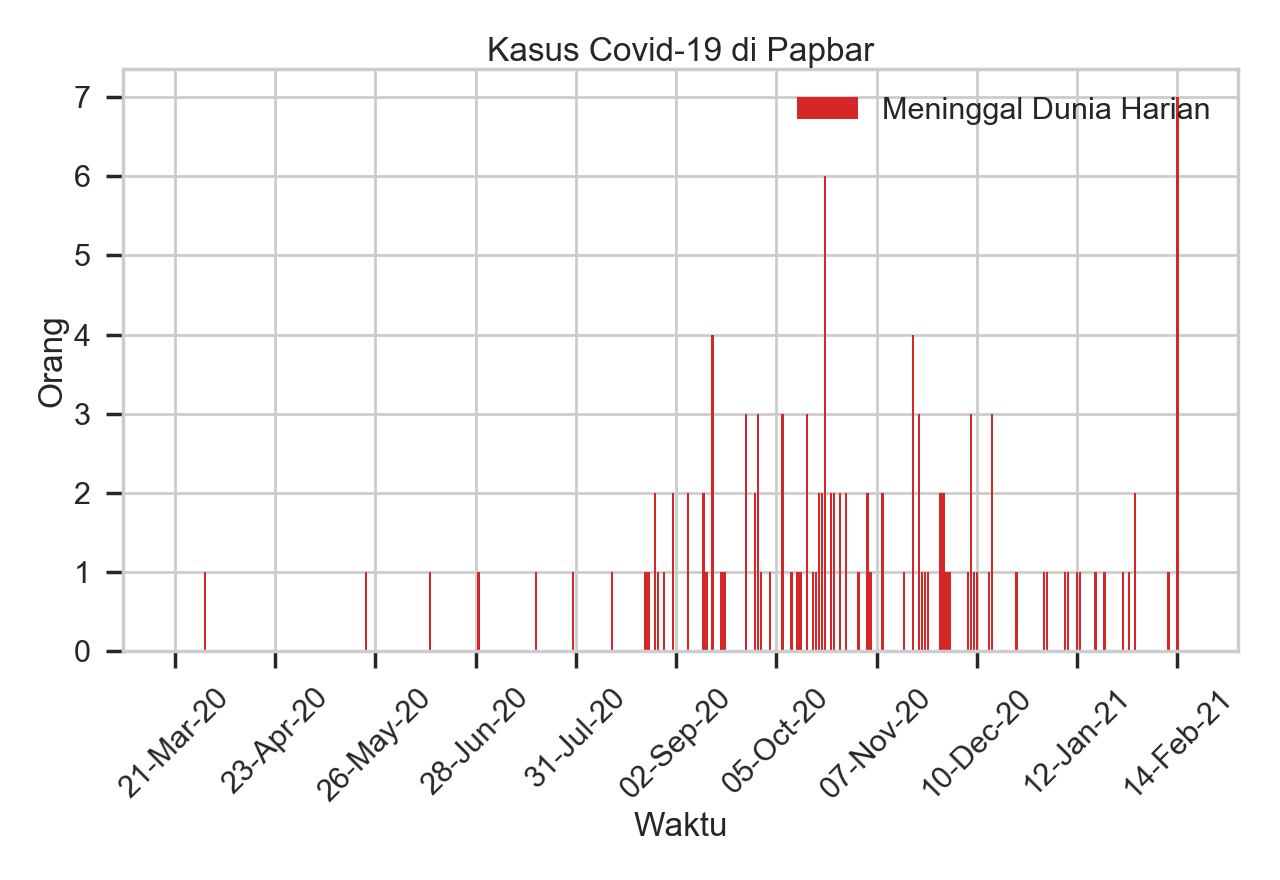 Kasus Covid-19 di Papbar
Meninggal Dunia Harian
Orang
7
6
5
4
3
2
1
0
21-Mar-20
23-Apr-20
26-May-20
28-Jun-20
31-Jul-20
02-Sep-20
05-Oct-20
07-Nov-20
10-Dec-20
12-Jan-21
14-Feb-21
Waktu